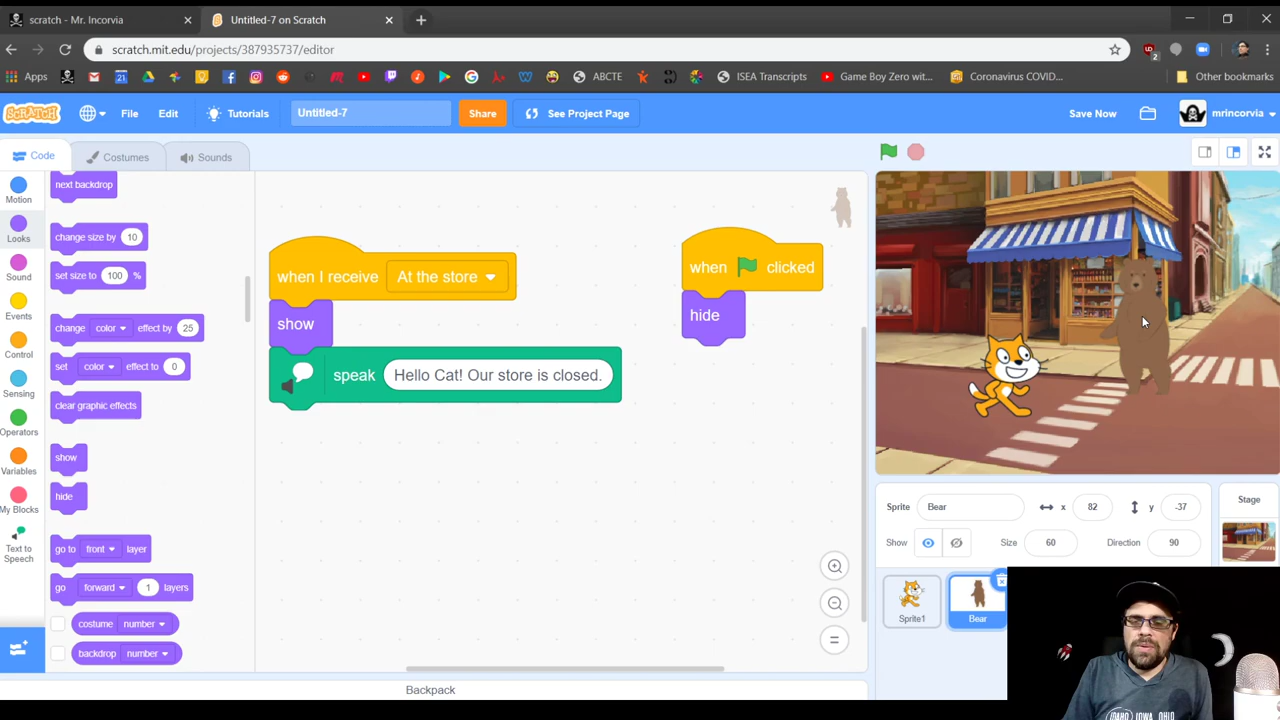 scratch - Mr. Incorvia
Untitled-7 on Scratch
scratch.mit.edu/projects/387935737/editor
2
Apps
21
ABCTE
ISEA Transcripts
Game Boy Zero wit...
Coronavirus COVID...
Other bookmarks
SCRATCH
File
Edit
Tutorials
Untitled-7
Share
See Project Page
Save Now
mrincorvia
Code
Costumes
Sounds
Motion
Looks
Sound
Events
Control
Sensing
Operators
Variables
My Blocks
Text to
Speech
next backdrop
change size by 10
set size to 100 %
change color effect by 25
set color effect to 0
clear graphic effects
show
hide
go to front layer
go forward 1 layers
costume number
backdrop number
when I receive At the store
show
speak Hello Cat! Our store is closed.
when clicked
hide
Sprite Bear x 82 y -37
Show Size 60 Direction 90
Stage
Sprite1
Bear
Backpack
IDAHO, IOWA, OHIO